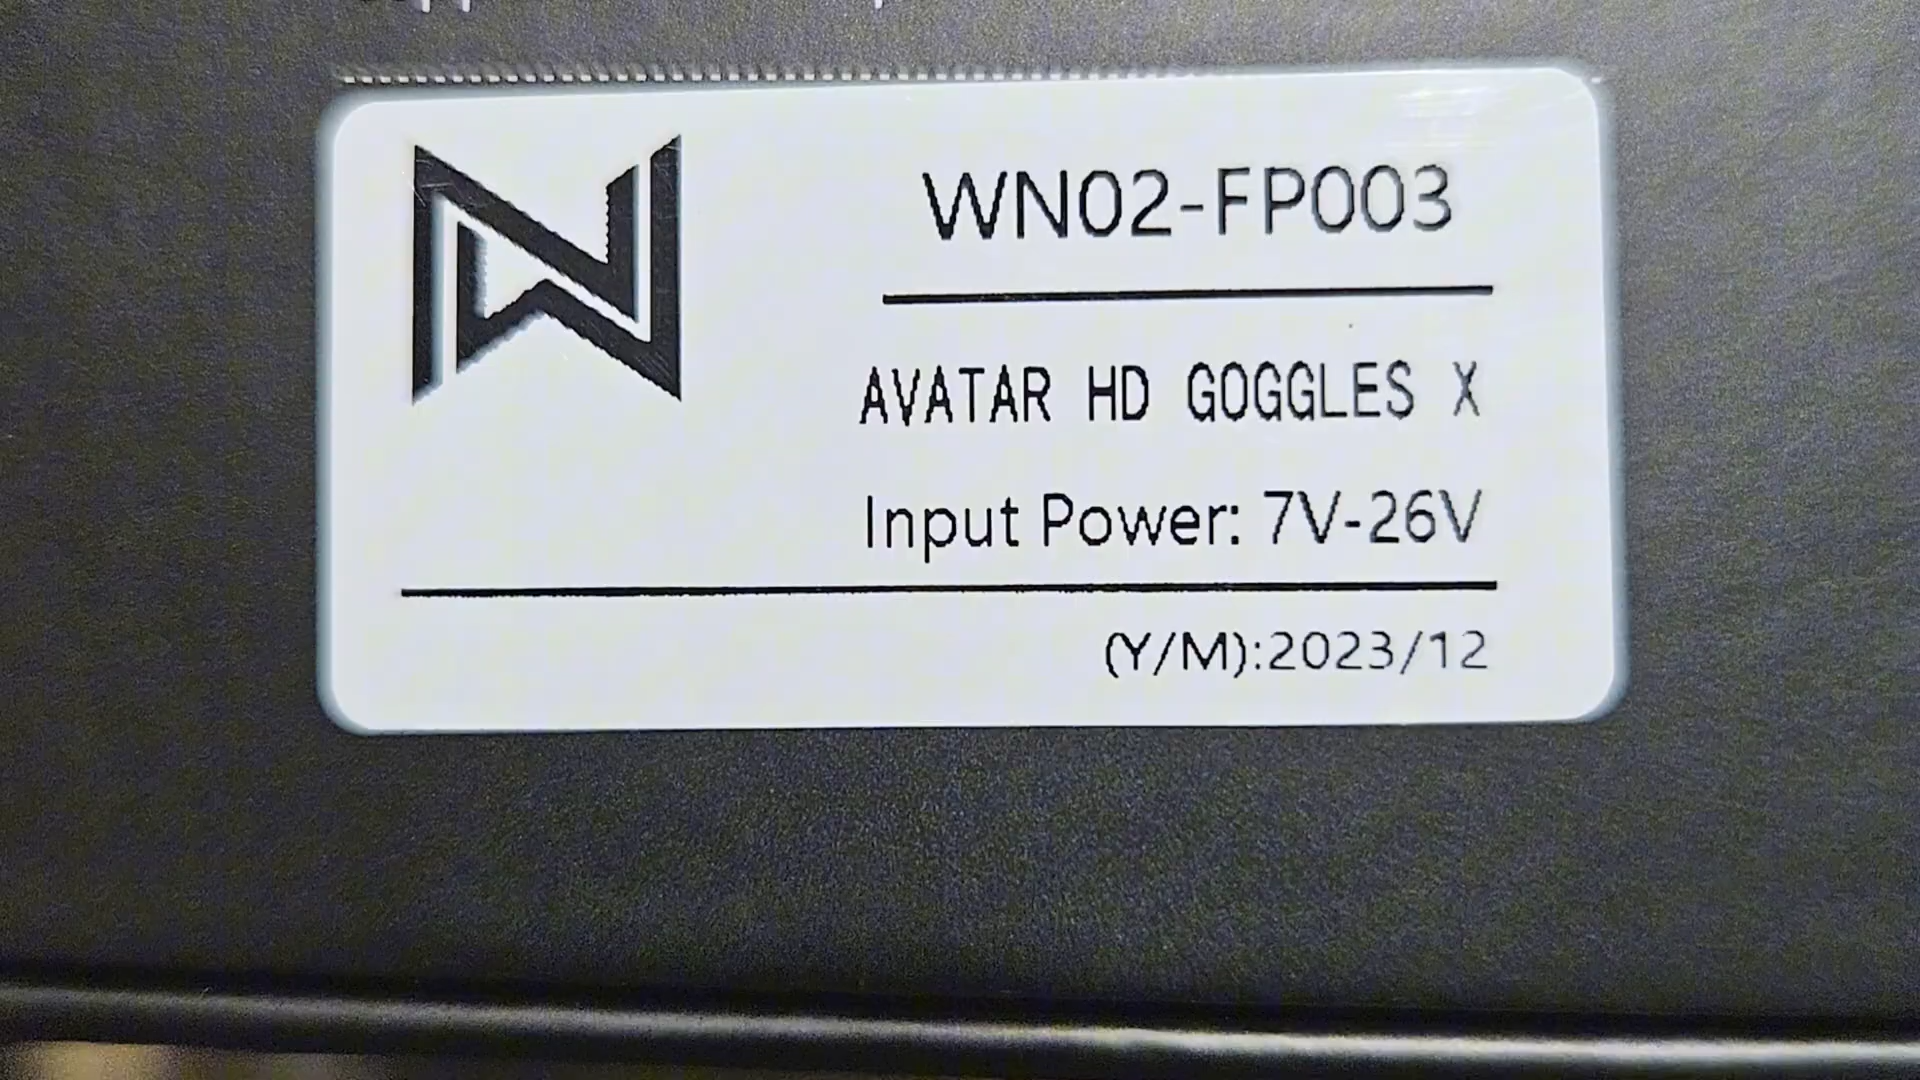 WN02-FP003
AVATAR HD GOGGLES X
Input Power: 7V-26V
(Y/M):2023/12